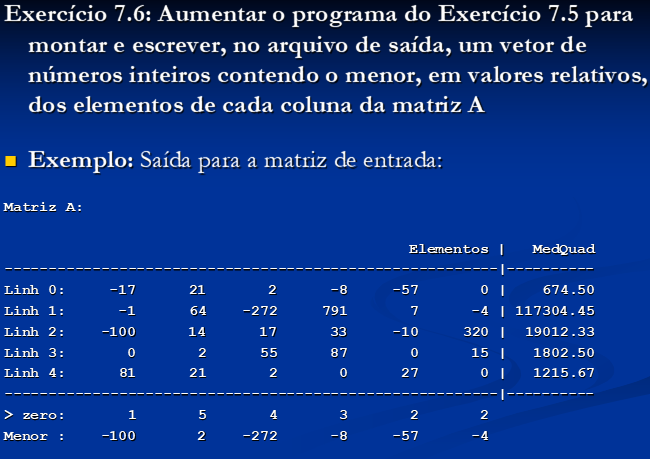 Exercício 7.6: Aumentar o programa do Exercício 7.5 para
montar e escrever, no arquivo de saída, um vetor de
números inteiros contendo o menor, em valores relativos,
dos elementos de cada coluna da matriz A
Exemplo: Saída para a matriz de entrada:
Matriz A:
Elementos | MedQuad
--------------------------------------------------------|----------
Linh 0: -17 21 2 -8 -57 0 | 674.50
Linh 1: -1 64 -272 791 7 -4 | 117304.45
Linh 2: -100 14 17 33 -10 320 | 19012.33
Linh 3: 0 2 55 87 0 15 | 1802.50
Linh 4: 81 21 2 0 27 0 | 1215.67
--------------------------------------------------------|----------
> zero: 1 5 4 3 2 2
Menor : -100 2 -272 -8 -57 -4